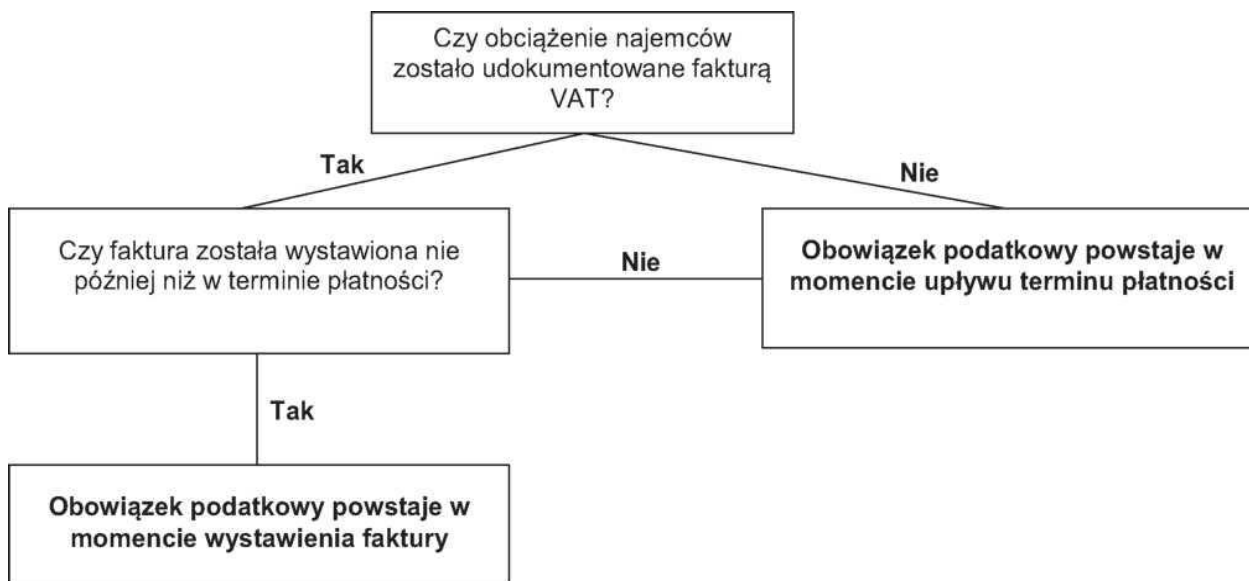 Czy obciążenie najemców
zostało udokumentowane fakturą
VAT?
Tak
Nie
Czy faktura została wystawiona nie
później niż w terminie płatności?
Nie
Obowiązek podatkowy powstaje w
momencie upływu terminu płatności
Tak
Obowiązek podatkowy powstaje w
momencie wystawienia faktury